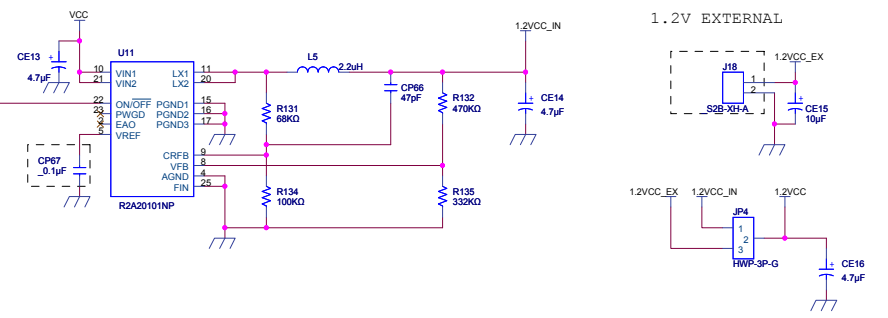 1.2V EXTERNAL
VCC
1.2VCC_IN
CE13
+
4.7µF
U11
10 VIN1 LX1 11
21 VIN2 LX2 20
22 ON/OFF PGND1 15
23 PWGD PGND2 16
EAO PGND3 17
5 VREF
CRFB 9
VFB 8
AGND 4
FIN 25
R2A20101NP
CP67
_0.1µF
L5
2.2uH
CP66
47pF
R131
68KΩ
R132
470KΩ
R134
100KΩ
R135
332KΩ
+ CE14
4.7µF
J18
1
2
S2B-XH-A
1.2VCC_EX
+
CE15
10µF
1.2VCC_EX 1.2VCC_IN 1.2VCC
JP4
1
2
3
HWP-3P-G
+ CE16
4.7µF